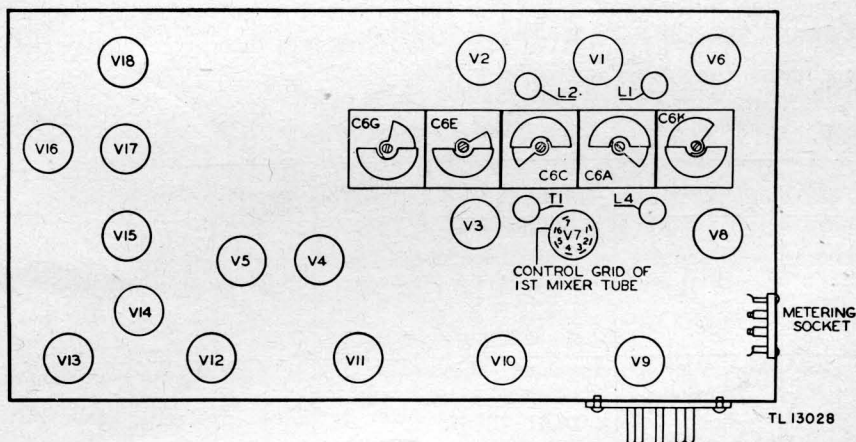 V18
V2
V1
V6
L2
L1
C6G
C6E
C6C
C6A
C6K
V16
V17
T1
L4
V3
V7
V8
V15
V5
V4
CONTROL GRID OF
1ST MIXER TUBE
V14
METERING
SOCKET
V13
V12
V11
V10
V9
TL 13028